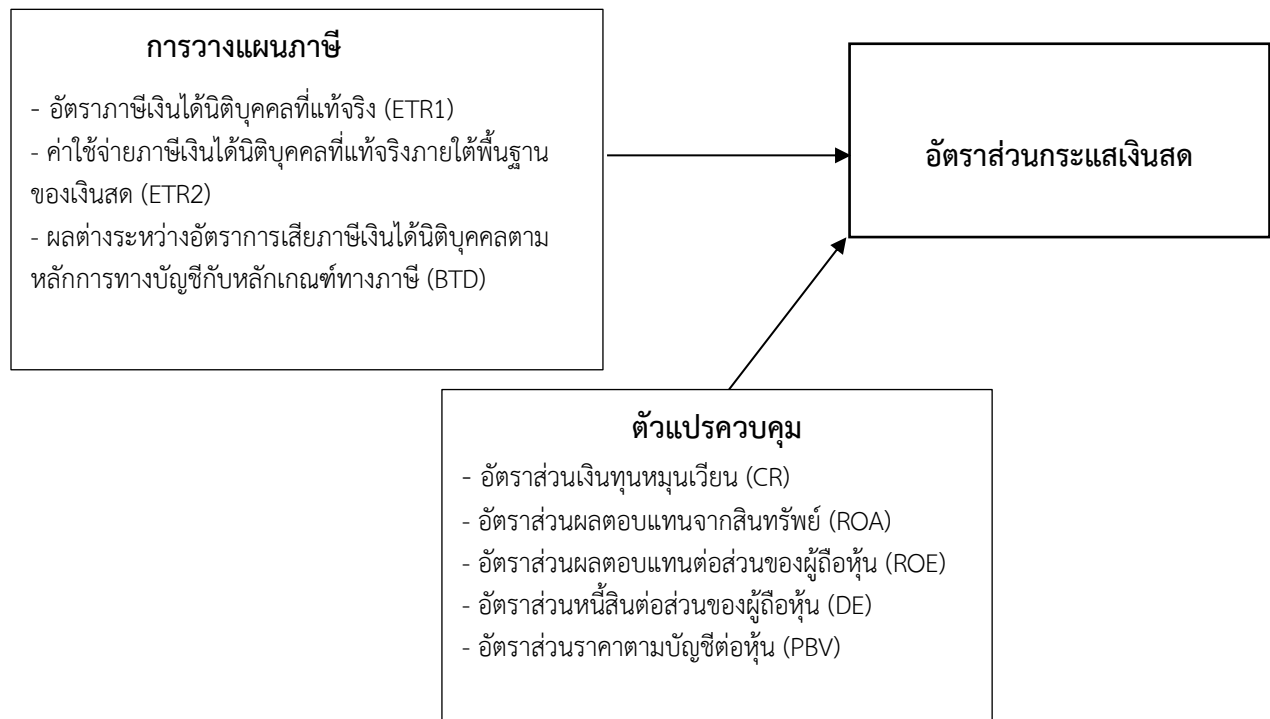 การวางแผนภาษี
- อัตราภาษีเงินได้นิติบุคคลที่แท้จริง (ETR1)
- ค่าใช้จ่ายภาษีเงินได้นิติบุคคลที่แท้จริงภายใต้พื้นฐาน
ของเงินสด (ETR2)
- ผลต่างระหว่างอัตราการเสียภาษีเงินได้นิติบุคคลตาม
หลักการทางบัญชีกับหลักเกณฑ์ทางภาษี (BTD)
อัตราส่วนกระแสเงินสด
ตัวแปรควบคุม
- อัตราส่วนเงินทุนหมุนเวียน (CR)
- อัตราส่วนผลตอบแทนจากสินทรัพย์ (ROA)
- อัตราส่วนผลตอบแทนต่อส่วนของผู้ถือหุ้น (ROE)
- อัตราส่วนหนี้สินต่อส่วนของผู้ถือหุ้น (DE)
- อัตราส่วนราคาตามบัญชีต่อหุ้น (PBV)